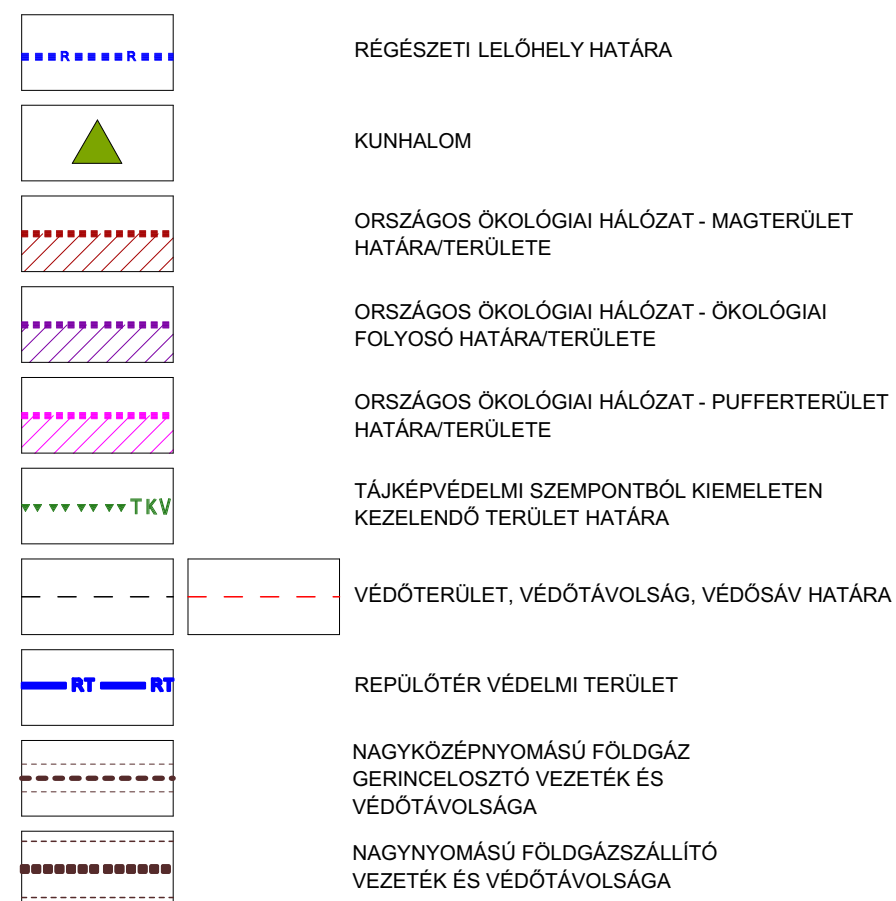 R R
RÉGÉSZETI LELŐHELY HATÁRA
KUNHALOM
ORSZÁGOS ÖKOLÓGIAI HÁLÓZAT - MAGTERÜLET
HATÁRA/TERÜLETE
ORSZÁGOS ÖKOLÓGIAI HÁLÓZAT - ÖKOLÓGIAI
FOLYOSÓ HATÁRA/TERÜLETE
ORSZÁGOS ÖKOLÓGIAI HÁLÓZAT - PUFFERTERÜLET
HATÁRA/TERÜLETE
TKV
TÁJKÉPVÉDELMI SZEMPONTBÓL KIEMELETEN
KEZELENDŐ TERÜLET HATÁRA
VÉDŐTERÜLET, VÉDŐTÁVOLSÁG, VÉDŐSÁV HATÁRA
RT RT
REPÜLŐTÉR VÉDELMI TERÜLET
NAGYKÖZÉPNYOMÁSÚ FÖLDGÁZ
GERINCELOSZTÓ VEZETÉK ÉS
VÉDŐTÁVOLSÁGA
NAGYNYOMÁSÚ FÖLDGÁZSZÁLLÍTÓ
VEZETÉK ÉS VÉDŐTÁVOLSÁGA